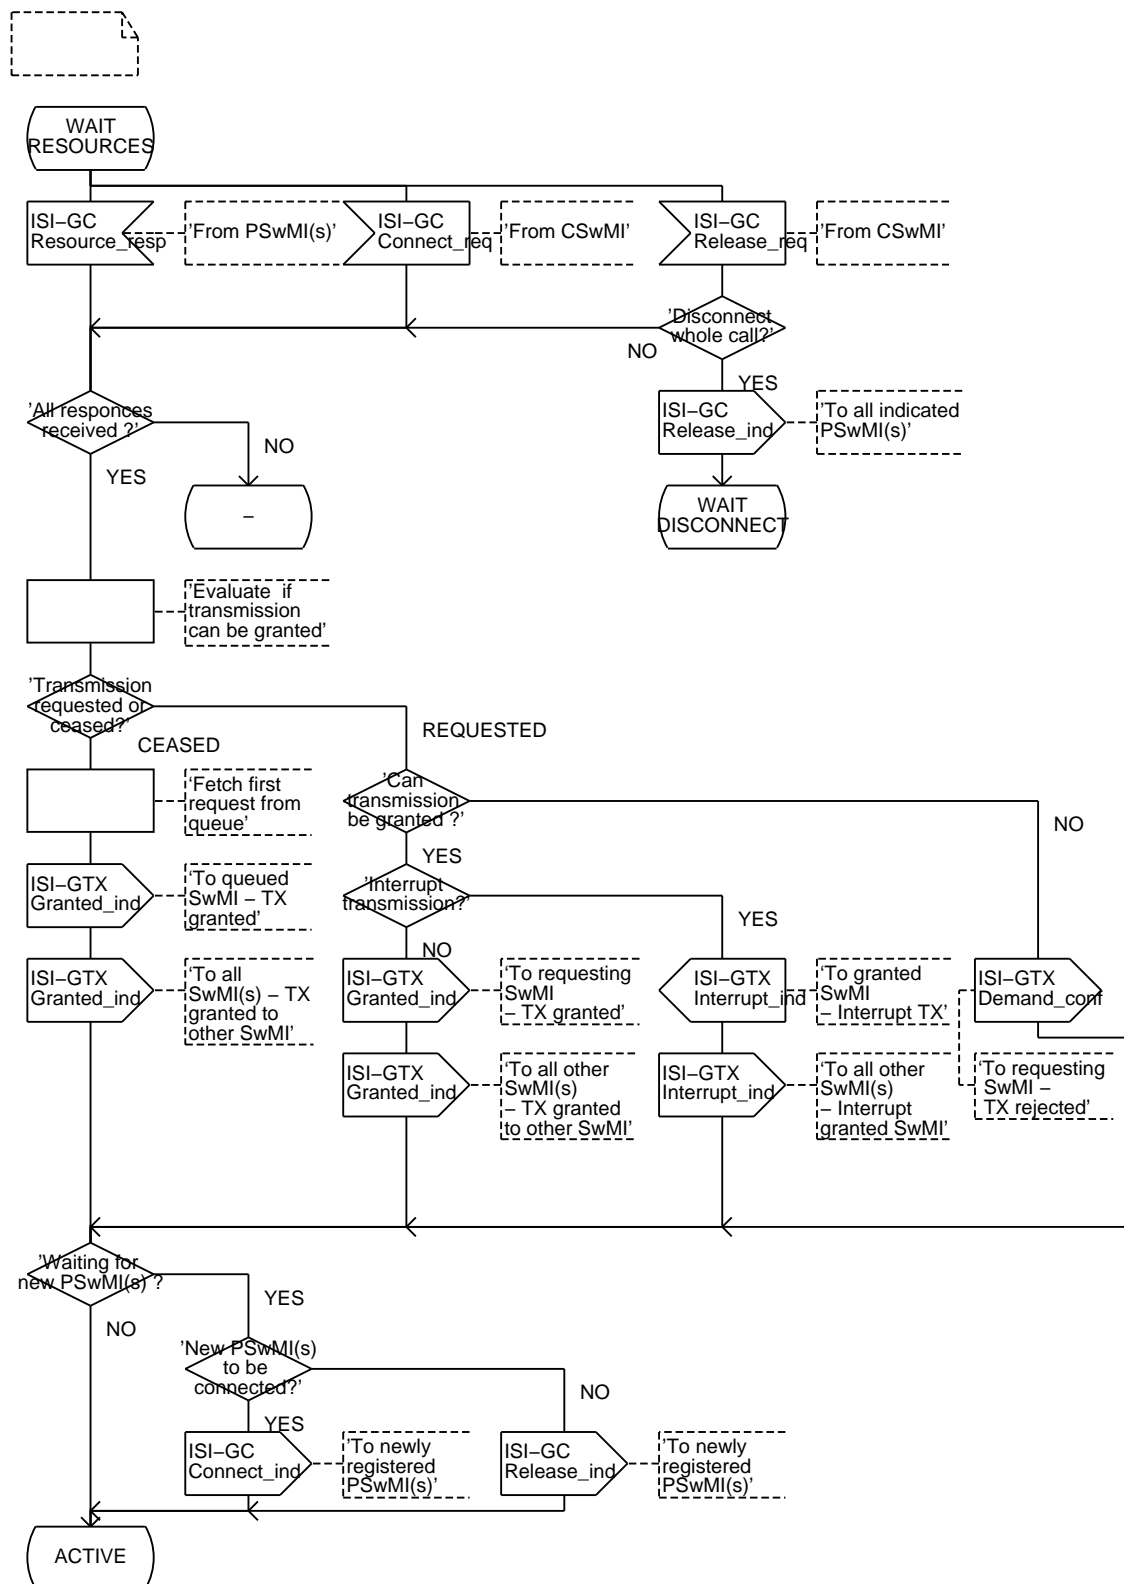 WAIT
RESOURCES
ISI–GC
Resource_resp
'From PSwMI(s)'
ISI–GC
Connect_req
'From CSwMI'
ISI–GC
Release_req
'From CSwMI'
'Disconnect
whole call?'
NO
YES
'All responces
received ?'
NO
YES
ISI–GC
Release_ind
'To all indicated
PSwMI(s)'
–
WAIT
DISCONNECT
'Evaluate  if
transmission
can be granted'
'Transmission
requested or
ceased?'
CEASED
REQUESTED
'Fetch first
request from
queue'
'Can
transmission
be granted ?'
NO
YES
ISI–GTX
Granted_ind
'To queued
SwMI – TX
granted'
'Interrupt
transmission?'
YES
NO
ISI–GTX
Granted_ind
'To all
SwMI(s) – TX
granted to
other SwMI'
ISI–GTX
Granted_ind
'To requesting
SwMI
– TX granted'
ISI–GTX
Interrupt_ind
'To granted
SwMI
– Interrupt TX'
ISI–GTX
Demand_conf
ISI–GTX
Granted_ind
'To all other
SwMI(s)
– TX granted
to other SwMI'
ISI–GTX
Interrupt_ind
'To all other
SwMI(s)
– Interrupt
granted SwMI'
'To requesting
SwMI –
TX rejected'
'Waiting for
new PSwMI(s) ?
YES
NO
'New PSwMI(s)
to be
connected?'
NO
YES
ISI–GC
Connect_ind
'To newly
registered
PSwMI(s)'
ISI–GC
Release_ind
'To newly
registered
PSwMI(s)'
ACTIVE